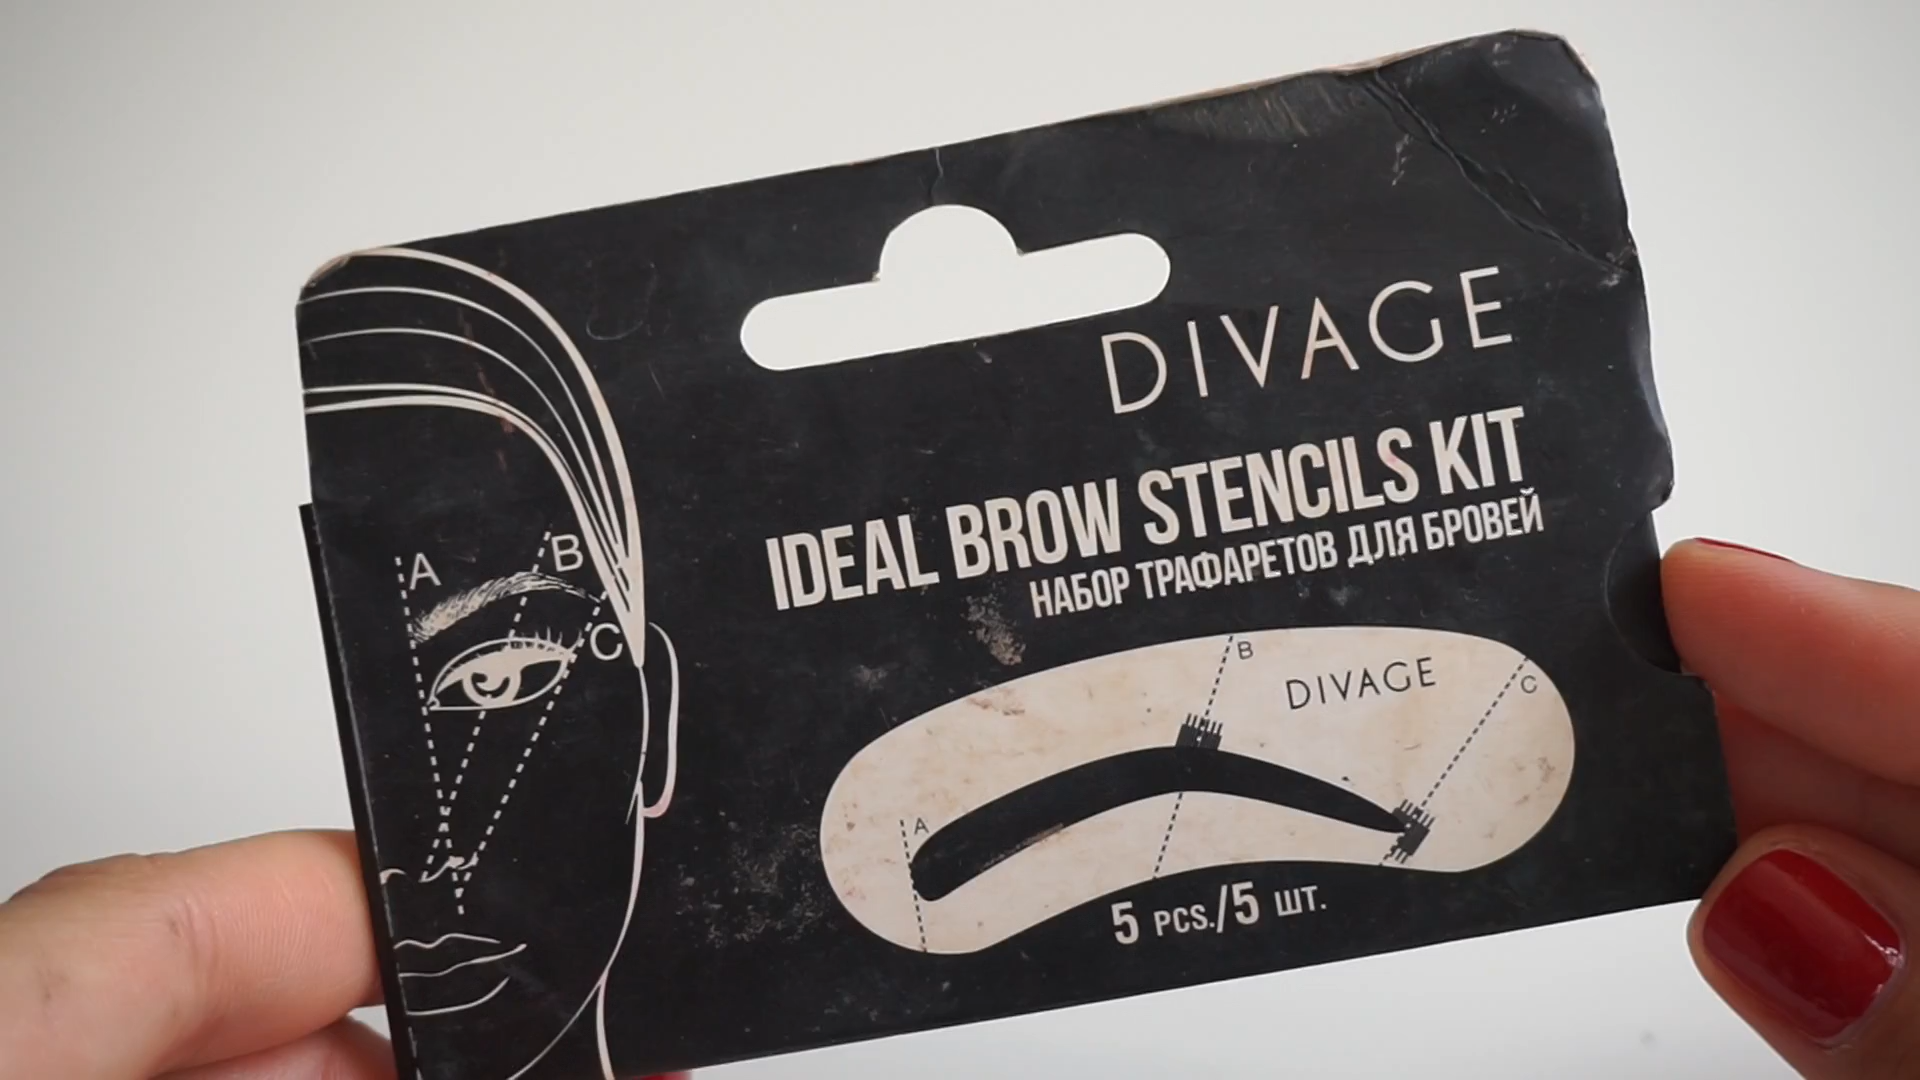 DIVAGE
IDEAL BROW STENCILS KIT
НАБОР ТРАФАРЕТОВ ДЛЯ БРОВЕЙ
A
B
C
B
DIVAGE
C
A
5 PCS./5 ШТ.